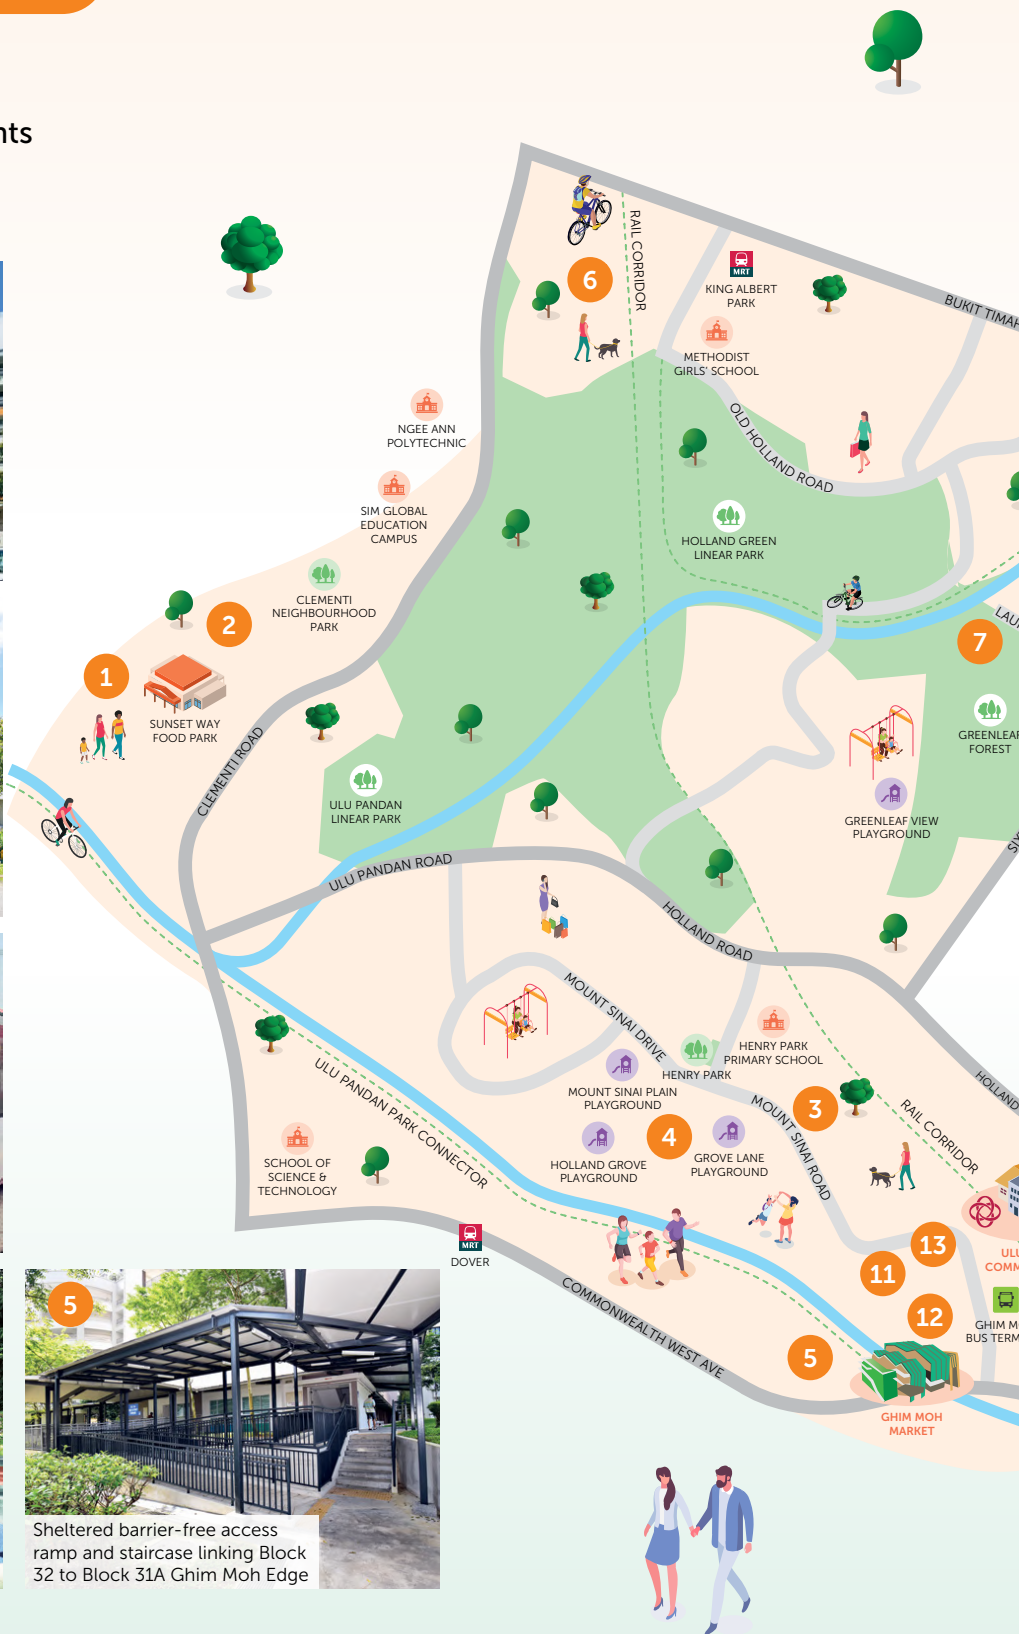 nts
6
RAIL CORRIDOR
MRT
KING ALBERT
PARK
BUKIT TIMAH
METHODIST
GIRLS' SCHOOL
NGEE ANN
POLYTECHNIC
OLD HOLLAND ROAD
SIM GLOBAL
EDUCATION
CAMPUS
HOLLAND GREEN
LINEAR PARK
CLEMENTI
NEIGHBOURHOOD
PARK
2
7
1
SUNSET WAY
FOOD PARK
GREENLEAF
FOREST
CLEMENTI ROAD
ULU PANDAN
LINEAR PARK
GREENLEAF VIEW
PLAYGROUND
ULU PANDAN ROAD
HOLLAND ROAD
MOUNT SINAI DRIVE
HENRY PARK
PRIMARY SCHOOL
HENRY PARK
HOLLAND
ULU PANDAN PARK CONNECTOR
MOUNT SINAI PLAIN
PLAYGROUND
3
MOUNT SINAI ROAD
RAIL CORRIDOR
4
HOLLAND GROVE
PLAYGROUND
GROVE LANE
PLAYGROUND
SCHOOL OF
SCIENCE &
TECHNOLOGY
MRT
DOVER
13
ULU
COMM
11
12
GHIM MO
BUS TERM
COMMONWEALTH WEST AVE
5
GHIM MOH
MARKET
5
Sheltered barrier-free access
ramp and staircase linking Block
32 to Block 31A Ghim Moh Edge